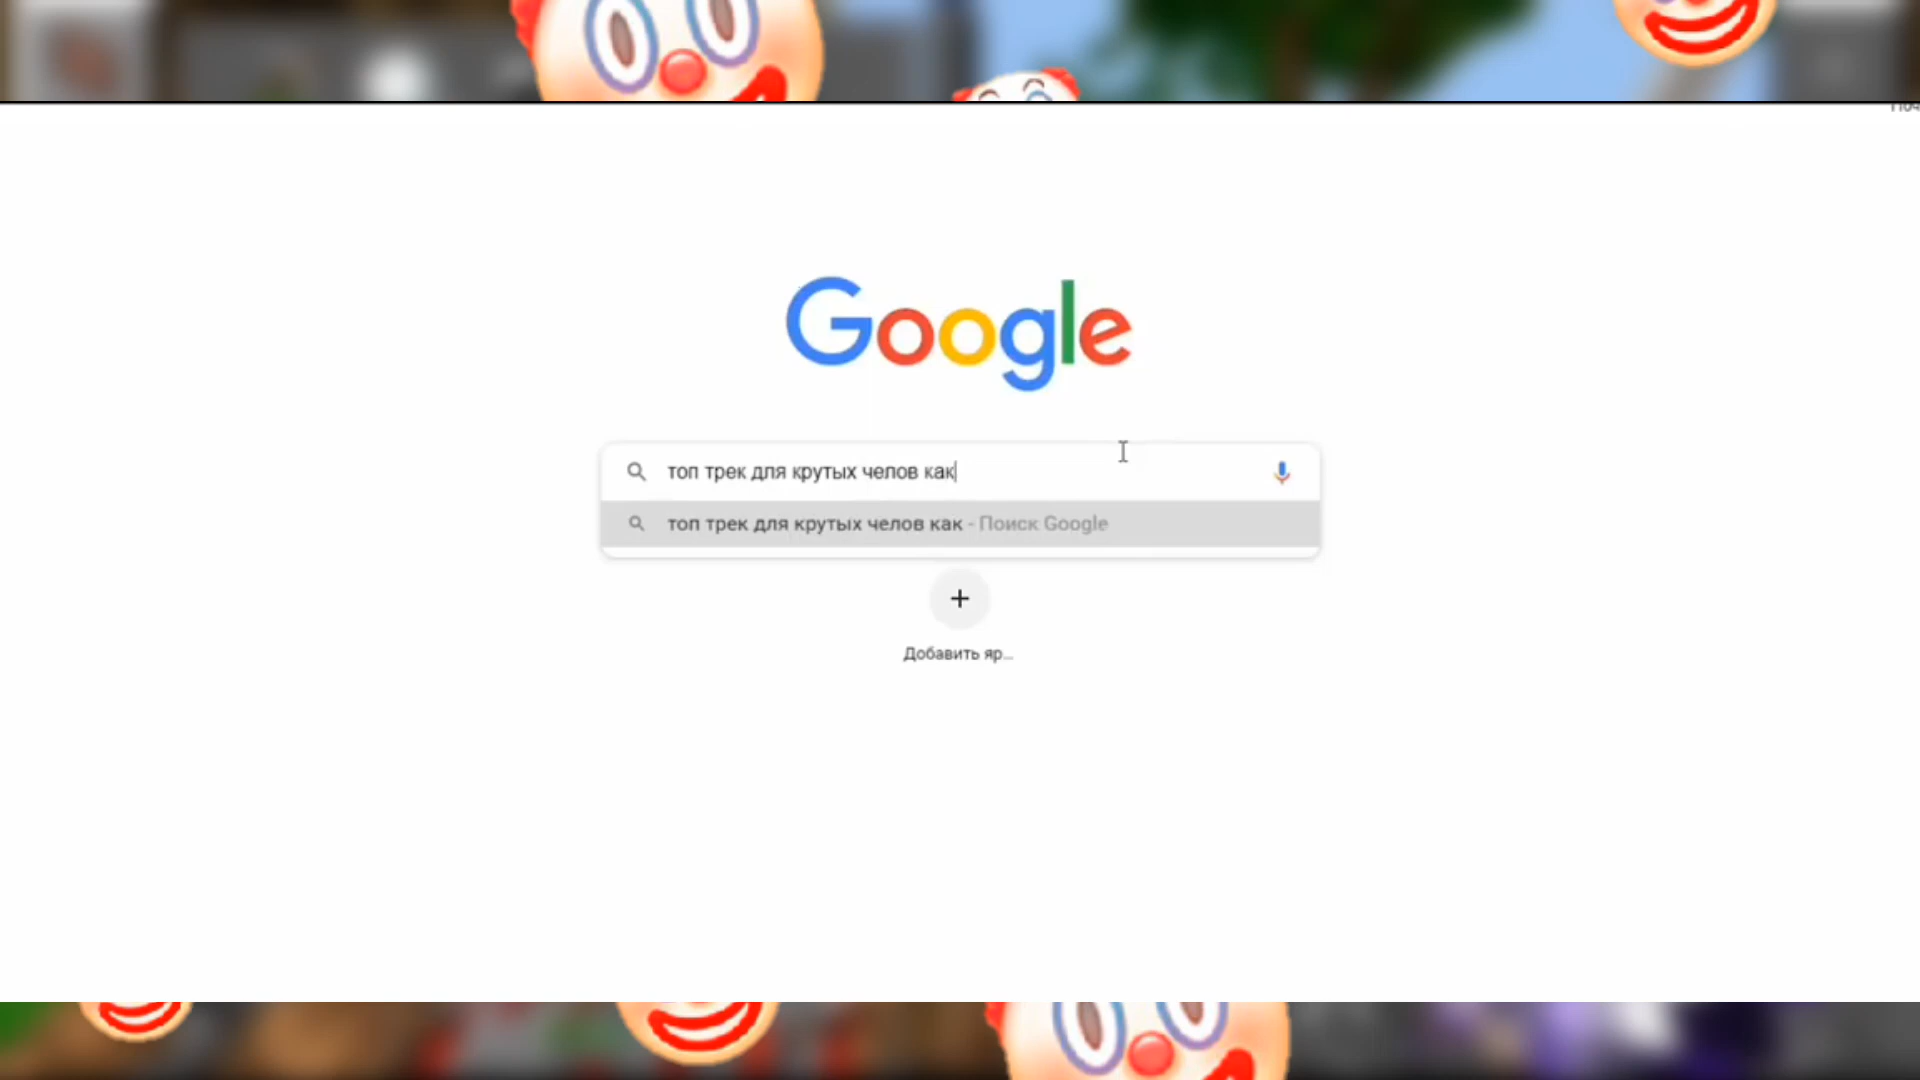 Google
топ трек для крутых челов как
топ трек для крутых челов как - Поиск Google
Добавить яр...